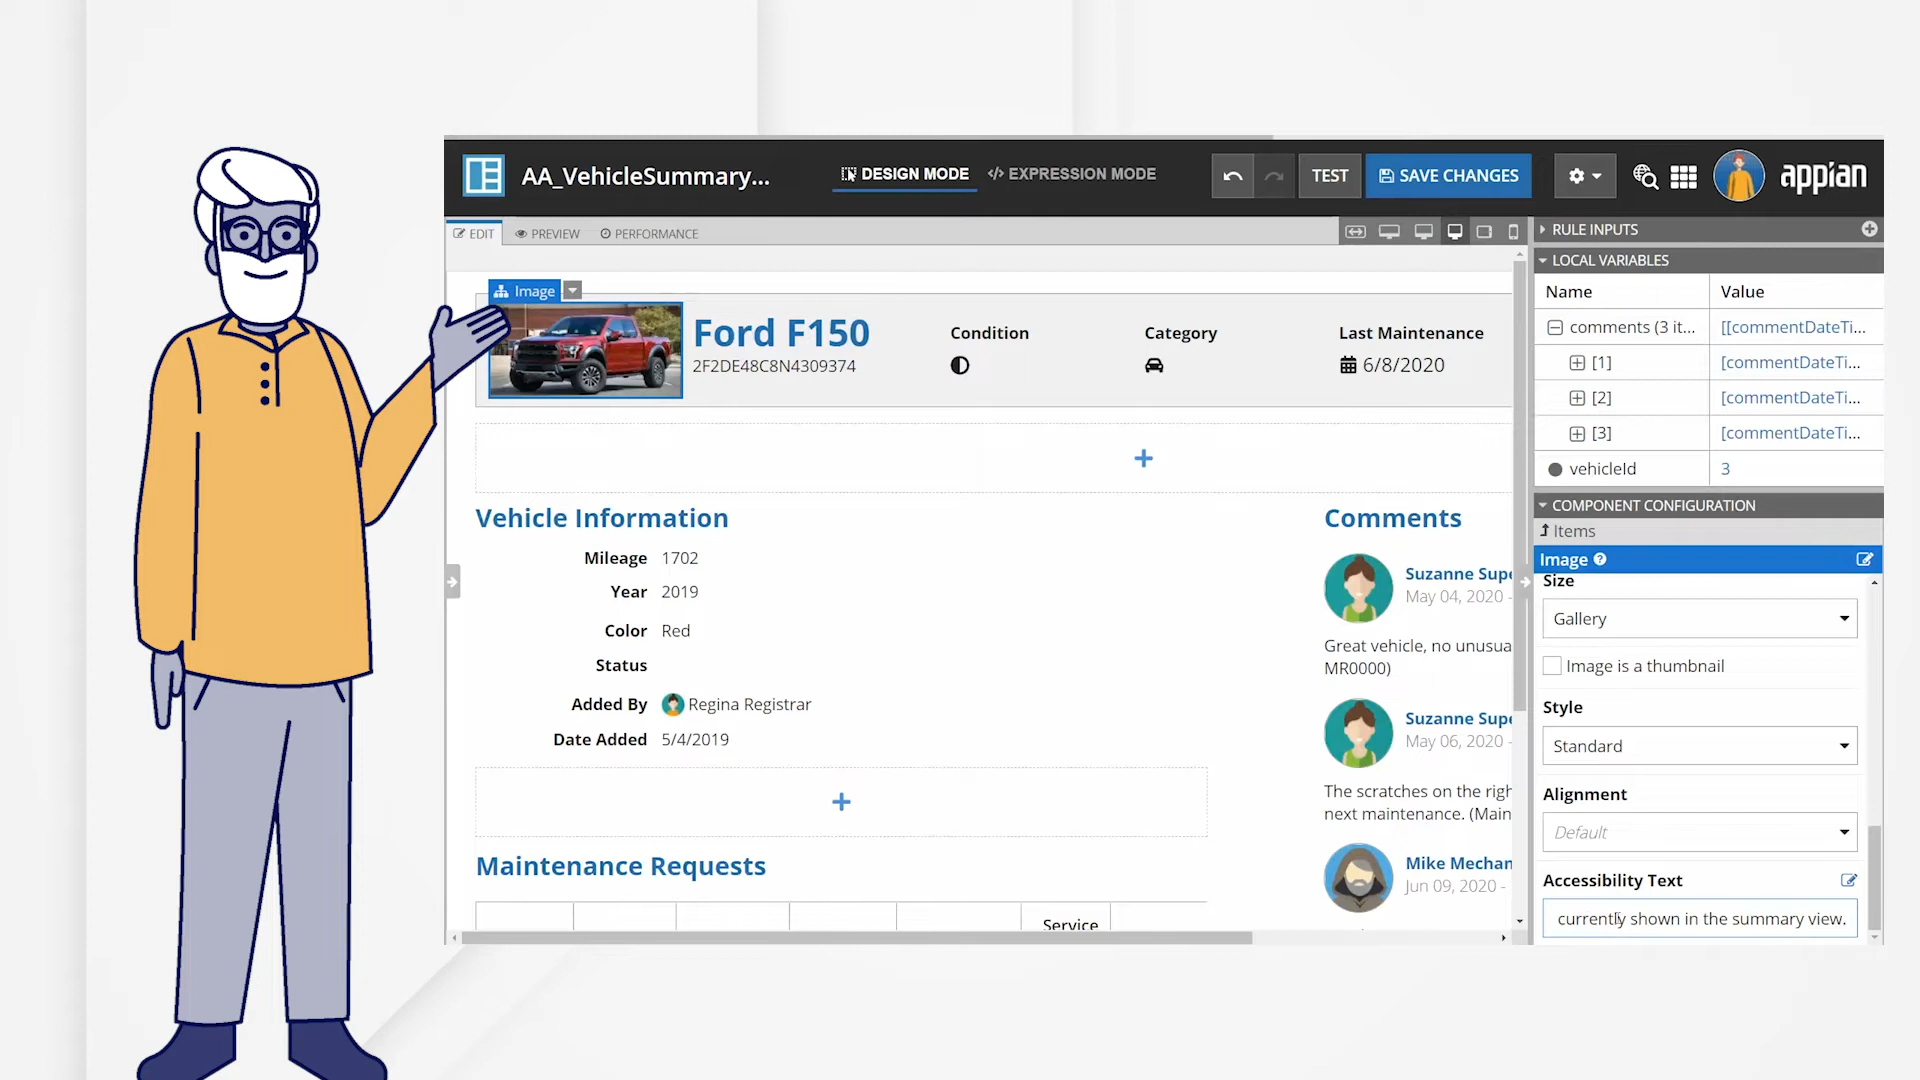 AA_VehicleSummary...
DESIGN MODE
EXPRESSION MODE
TEST
SAVE CHANGES
appian
EDIT
PREVIEW
PERFORMANCE
RULE INPUTS
LOCAL VARIABLES
Name Value
comments (3 it... [[commentDateTi...
[1] [commentDateTi...
[2] [commentDateTi...
[3] [commentDateTi...
vehicleId 3
COMPONENT CONFIGURATION
Items
Image
Size
Gallery
Image is a thumbnail
Style
Standard
Alignment
Default
Accessibility Text
currently shown in the summary view.
Image
Ford F150
2F2DE48C8N4309374
Condition
Category
Last Maintenance
6/8/2020
Vehicle Information
Mileage 1702
Year 2019
Color Red
Status
Added By Regina Registrar
Date Added 5/4/2019
Maintenance Requests
Service
Comments
Suzanne Supe
May 04, 2020 -
Great vehicle, no unusua
MR0000)
Suzanne Supe
May 06, 2020 -
The scratches on the righ
next maintenance. (Main
Mike Mechan
Jun 09, 2020 -